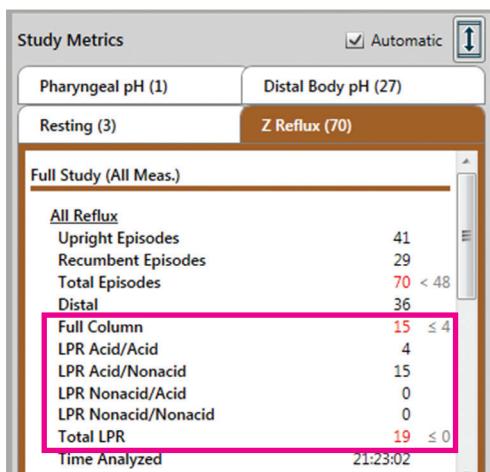 Study Metrics Automatic
Pharyngeal pH (1) Distal Body pH (27)
Resting (3) Z Reflux (70)
Full Study (All Meas.)
All Reflux
Upright Episodes 41
Recumbent Episodes 29
Total Episodes 70 < 48
Distal 36
Full Column 15 ≤ 4
LPR Acid/Acid 4
LPR Acid/Nonacid 15
LPR Nonacid/Acid 0
LPR Nonacid/Nonacid 0
Total LPR 19 ≤ 0
Time Analyzed 21:23:02